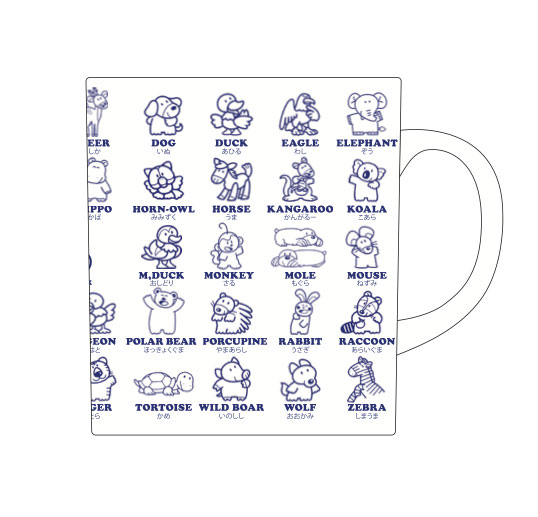 EER DOG DUCK EAGLE ELEPHANT
しか いぬ あひる わし ぞう
IPPO HORN-OWL HORSE KANGAROO KOALA
かば みみずく うま かんがるー こあら
M,DUCK MONKEY MOLE MOUSE
おしどり さる もぐら ねずみ
EON POLAR BEAR PORCUPINE RABBIT RACCOON
はと ほっきょくぐま やまあらし うさぎ あらいぐま
GER TORTOISE WILD BOAR WOLF ZEBRA
とら かめ いのしし おおかみ しまうま